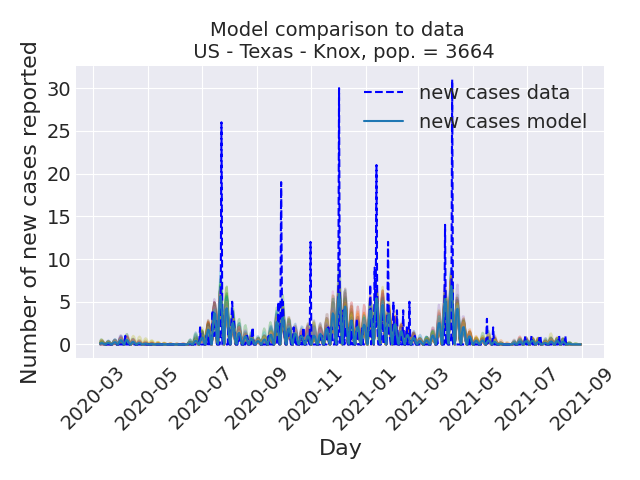 Model comparison to data
US - Texas - Knox, pop. = 3664
Number of new cases reported
30
25
20
15
10
5
0
new cases data
new cases model
2020-03
2020-05
2020-07
2020-09
2020-11
2021-01
2021-03
2021-05
2021-07
2021-09
Day